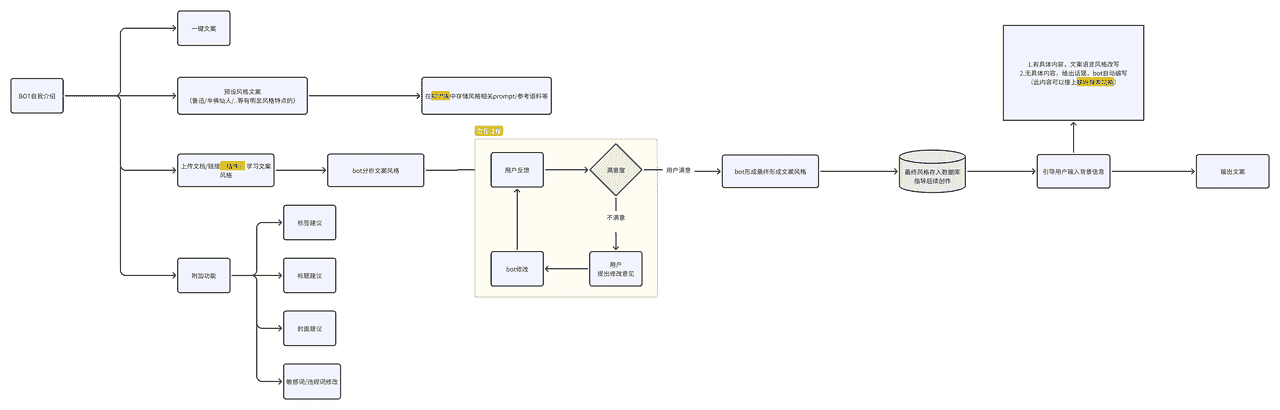 一键文案
BOT自我介绍
预设风格文案
（鲁迅/半佛仙人/..等有明显风格特点的）
在中存储风格相关prompt/参考语料等
上传文档/链接 学习文案
风格
bot分析文案风格
用户反馈
满意度
不满意
用户
提出修改意见
bot修改
用户满意
bot形成最终形成文案风格
最终风格存入数据库
指导后续创作
引导用户输入背景信息
1.有具体内容，文案语言风格改写
2.无具体内容，给出话题，bot自动编写
（此内容可以接上
输出文案
附加功能
标签建议
标题建议
封面建议
敏感词/违规词修改